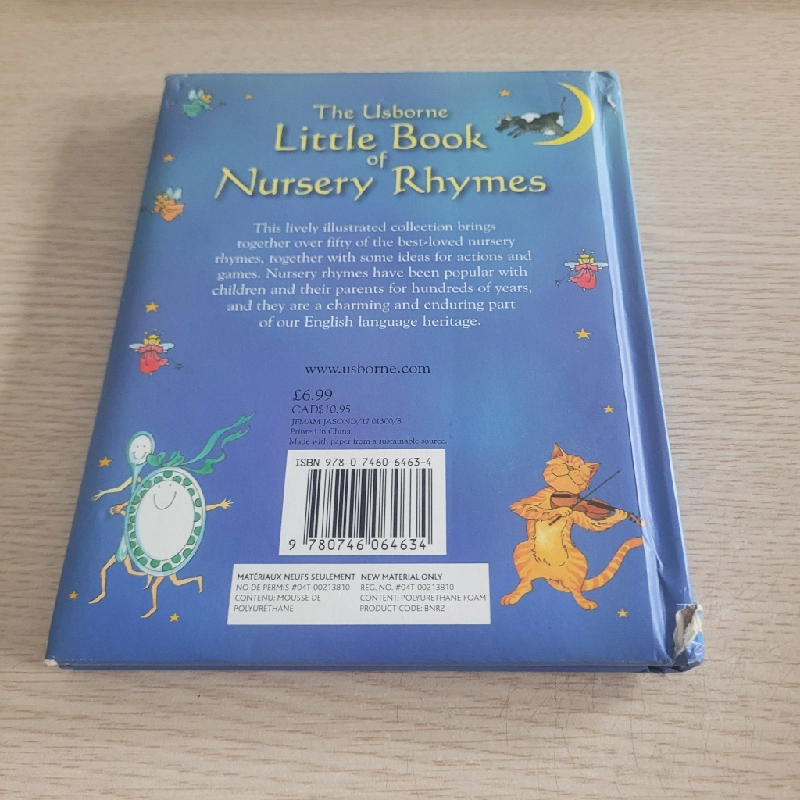 The Usborne
Little Book
of
Nursery Rhymes
This lively illustrated collection brings
together over fifty of the best-loved nursery
rhymes, together with some ideas for actions and
games. Nursery rhymes have been popular with
children and their parents for hundreds of years,
and they are a charming and enduring part
of our English language heritage.
www.usborne.com
£6.99
CAD$10.95
JFMAM JASOND/17 01300/3
Printed in China.
Made with paper from a sustainable source.
ISBN 978-0-7460-6463-4
9 780746 064634
MATÉRIAUX NEUFS SEULEMENT NEW MATERIAL ONLY
NO DE PERMIS #04T 00213810 REG. NO. #04T 00213810
CONTENU: MOUSSE DE CONTENT: POLYURETHANE FOAM
POLYURÉTHANE PRODUCT CODE: BNR2